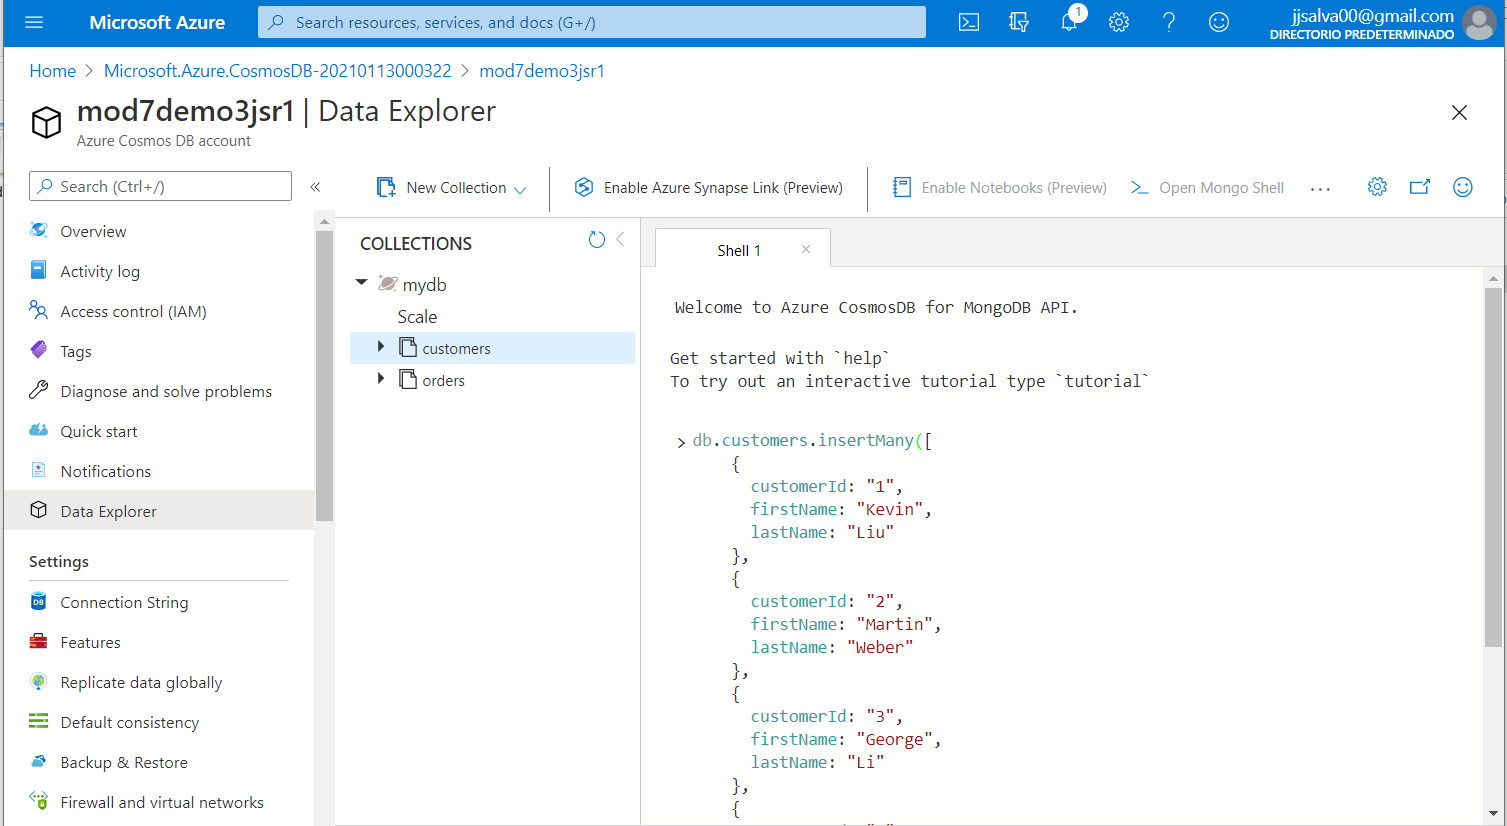 Microsoft Azure
Search resources, services, and docs (G+/)
1
jjsalva00@gmail.com
DIRECTORIO PREDETERMINADO
Home > Microsoft.Azure.CosmosDB-20210113000322 > mod7demo3jsr1
mod7demo3jsr1 | Data Explorer
Azure Cosmos DB account
Search (Ctrl+/)
«
Overview
Activity log
Access control (IAM)
Tags
Diagnose and solve problems
Quick start
Notifications
Data Explorer
Settings
Connection String
Features
Replicate data globally
Default consistency
Backup & Restore
Firewall and virtual networks
New Collection
Enable Azure Synapse Link (Preview)
Enable Notebooks (Preview)
Open Mongo Shell
...
COLLECTIONS
mydb
Scale
customers
orders
Shell 1
Welcome to Azure CosmosDB for MongoDB API.
Get started with `help`
To try out an interactive tutorial type `tutorial`
> db.customers.insertMany([
{
customerId: "1",
firstName: "Kevin",
lastName: "Liu"
},
{
customerId: "2",
firstName: "Martin",
lastName: "Weber"
},
{
customerId: "3",
firstName: "George",
lastName: "Li"
},
{